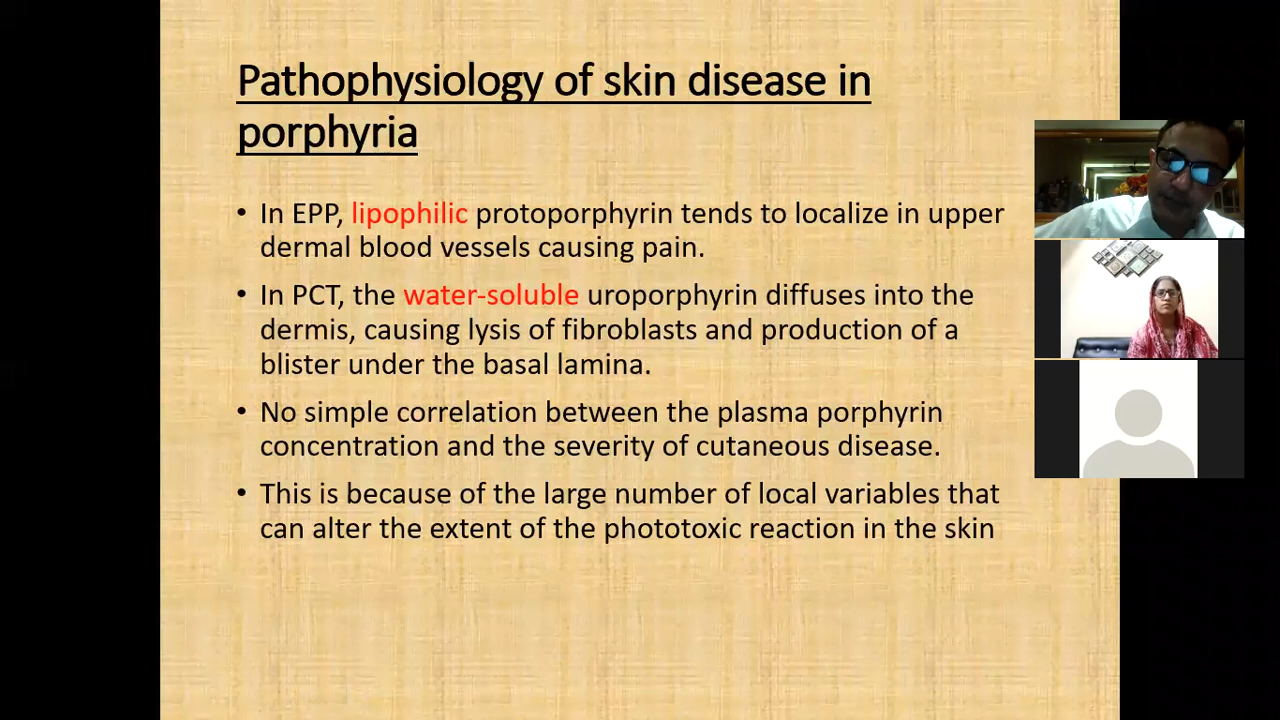 Pathophysiology of skin disease in
porphyria
• In EPP, lipophilic protoporphyrin tends to localize in upper
dermal blood vessels causing pain.
• In PCT, the water-soluble uroporphyrin diffuses into the
dermis, causing lysis of fibroblasts and production of a
blister under the basal lamina.
• No simple correlation between the plasma porphyrin
concentration and the severity of cutaneous disease.
• This is because of the large number of local variables that
can alter the extent of the phototoxic reaction in the skin